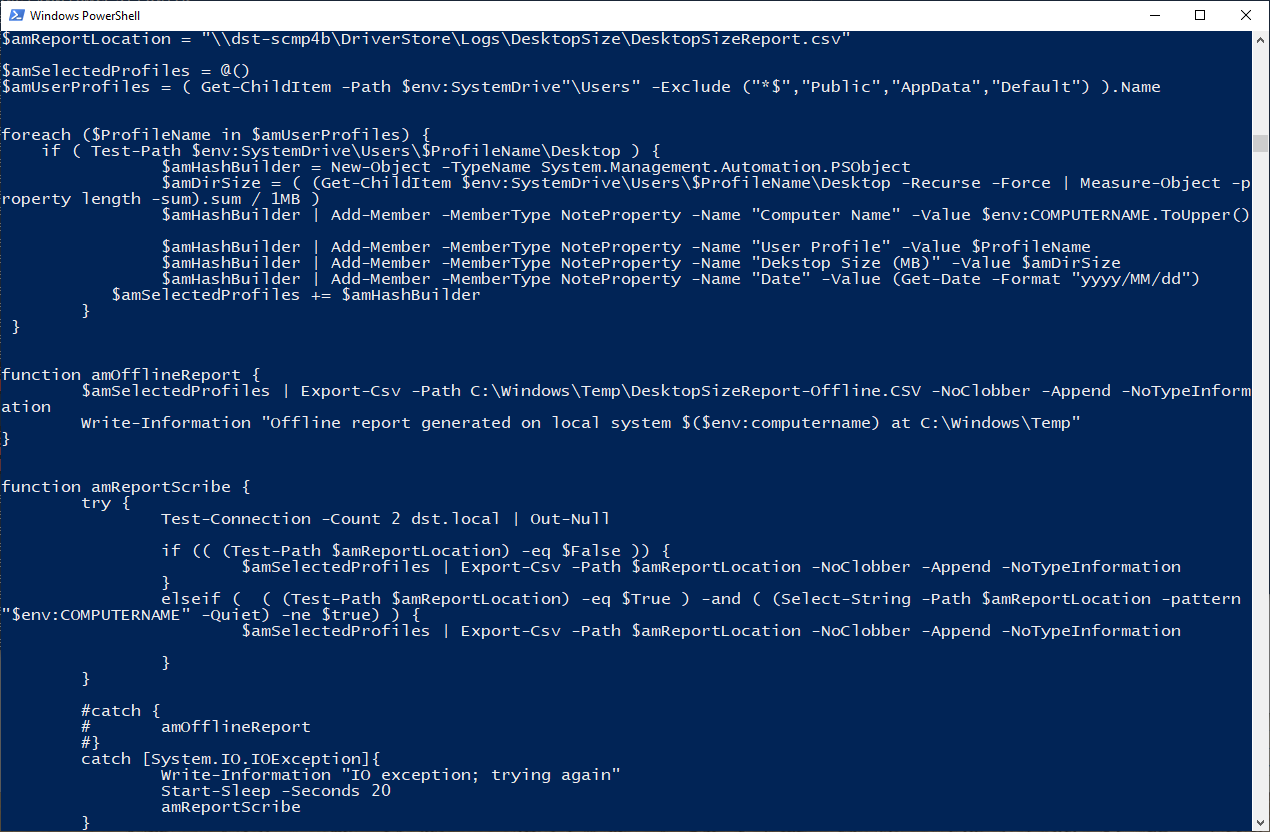 Windows PowerShell
$amReportLocation = "\\dst-scmp4b\DriverStore\Logs\DesktopSize\DesktopSizeReport.csv"
$amSelectedProfiles = @()
$amUserProfiles = ( Get-ChildItem -Path $env:SystemDrive"\Users" -Exclude ("*$","Public","AppData","Default") ).Name
foreach ($ProfileName in $amUserProfiles) {
    if ( Test-Path $env:SystemDrive\Users\$ProfileName\Desktop ) {
                $amHashBuilder = New-Object -TypeName System.Management.Automation.PSObject
                $amDirSize = ( (Get-ChildItem $env:SystemDrive\Users\$ProfileName\Desktop -Recurse -Force | Measure-Object -p
roperty length -sum).sum / 1MB )
                $amHashBuilder | Add-Member -MemberType NoteProperty -Name "Computer Name" -Value $env:COMPUTERNAME.ToUpper()
                $amHashBuilder | Add-Member -MemberType NoteProperty -Name "User Profile" -Value $ProfileName
                $amHashBuilder | Add-Member -MemberType NoteProperty -Name "Dekstop Size (MB)" -Value $amDirSize
                $amHashBuilder | Add-Member -MemberType NoteProperty -Name "Date" -Value (Get-Date -Format "yyyy/MM/dd")
           $amSelectedProfiles += $amHashBuilder
        }
 }
function amOfflineReport {
        $amSelectedProfiles | Export-Csv -Path C:\Windows\Temp\DesktopSizeReport-Offline.CSV -NoClobber -Append -NoTypeInform
ation
        Write-Information "Offline report generated on local system $($env:computername) at C:\Windows\Temp"
}
function amReportScribe {
        try {
                Test-Connection -Count 2 dst.local | Out-Null
                if (( (Test-Path $amReportLocation) -eq $False )) {
                        $amSelectedProfiles | Export-Csv -Path $amReportLocation -NoClobber -Append -NoTypeInformation
                }
                elseif (  ( (Test-Path $amReportLocation) -eq $True ) -and ( (Select-String -Path $amReportLocation -pattern
"$env:COMPUTERNAME" -Quiet) -ne $true) ) {
                        $amSelectedProfiles | Export-Csv -Path $amReportLocation -NoClobber -Append -NoTypeInformation
                }
        }
        #catch {
        #       amOfflineReport
        #}
        catch [System.IO.IOException]{
                Write-Information "IO exception; trying again"
                Start-Sleep -Seconds 20
                amReportScribe
        }